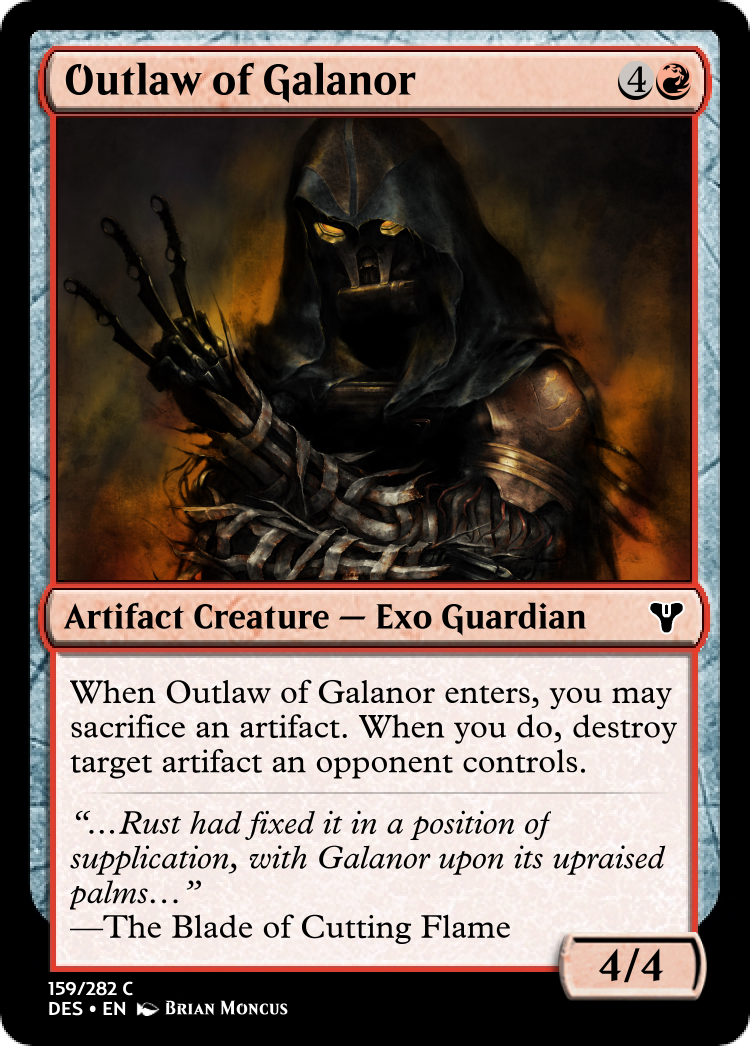 Outlaw of Galanor 4
Artifact Creature — Exo Guardian
When Outlaw of Galanor enters, you may
sacrifice an artifact. When you do, destroy
target artifact an opponent controls.
“…Rust had fixed it in a position of
supplication, with Galanor upon its upraised
palms…”
—The Blade of Cutting Flame
4/4
159/282 C
DES • EN Brian Moncus